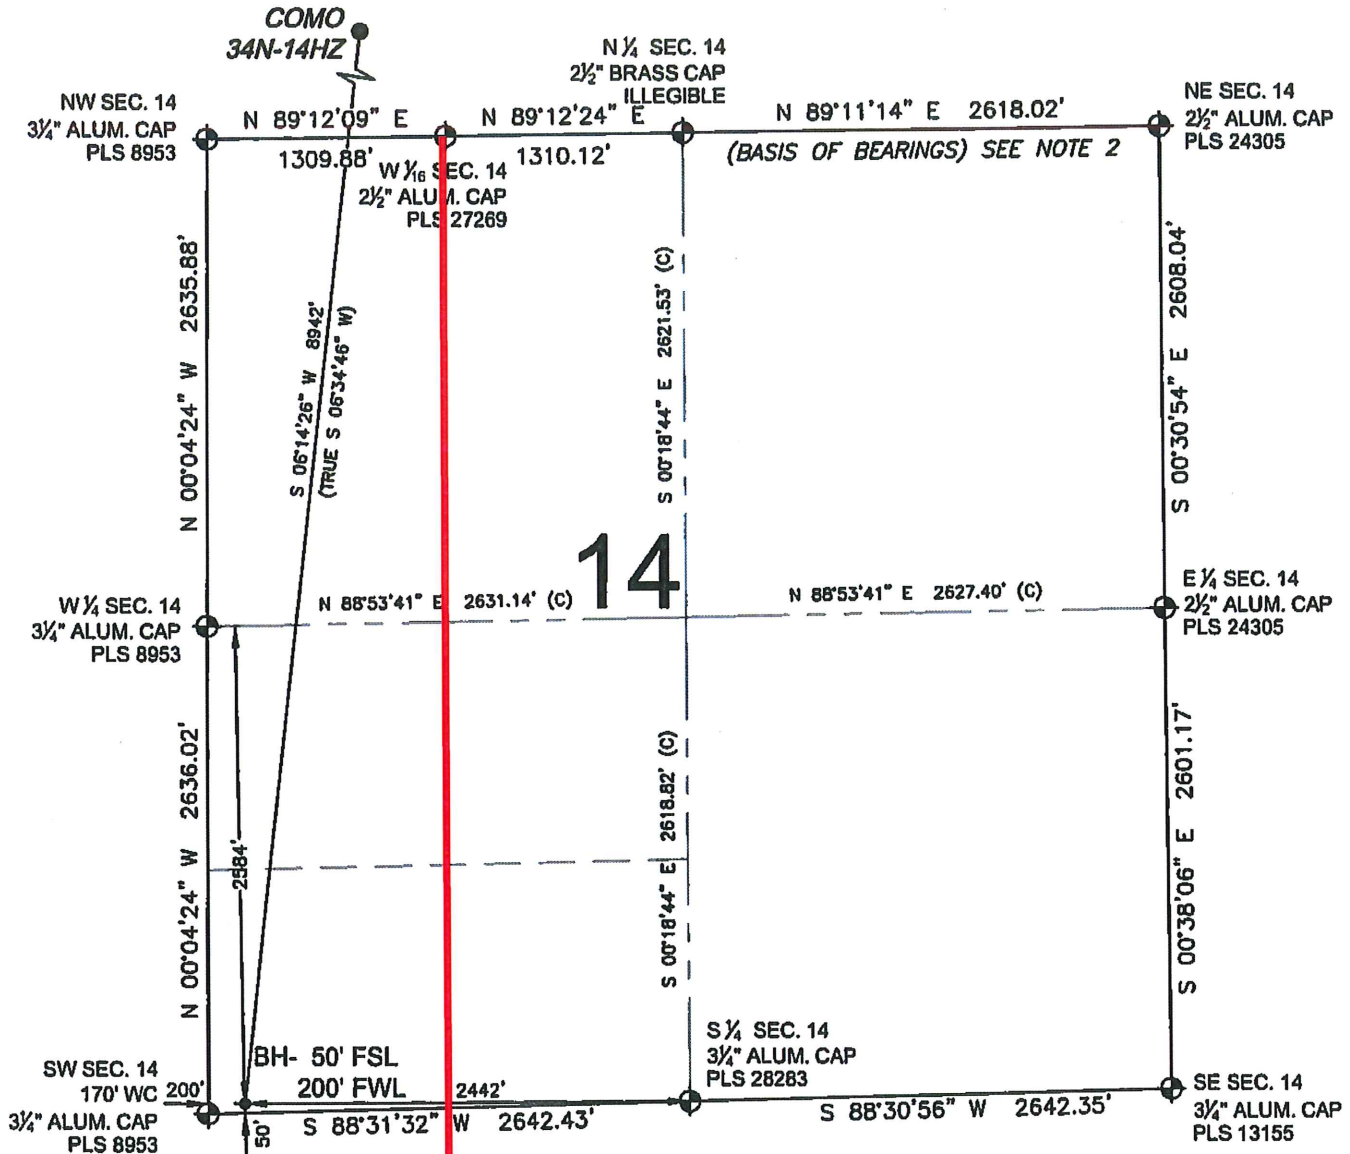 COMO
34N-14HZ
N ¼ SEC. 14
2½" BRASS CAP
ILLEGIBLE
NW SEC. 14
3¼" ALUM. CAP
PLS 8953
N 89°12'09" E
1309.88'
N 89°12'24" E
1310.12'
N 89°11'14" E 2618.02'
(BASIS OF BEARINGS) SEE NOTE 2
NE SEC. 14
2½" ALUM. CAP
PLS 24305
W 1⁄16 SEC. 14
2½" ALUM. CAP
PLS 27269
N 00°04'24" W 2635.88'
S 06°14'26" W 8942'
(TRUE S 06°34'46" W)
S 00°18'44" E 2621.53' (C)
S 00°30'54" E 2608.04'
14
W ¼ SEC. 14
3¼" ALUM. CAP
PLS 8953
N 88°53'41" E 2631.14' (C)
N 88°53'41" E 2627.40' (C)
E ¼ SEC. 14
2½" ALUM. CAP
PLS 24305
N 00°04'24" W 2636.02'
2584'
S 00°18'44" E 2618.82' (C)
S 00°38'06" E 2601.17'
SW SEC. 14
170' WC
3¼" ALUM. CAP
PLS 8953
200'
BH- 50' FSL
200' FWL
2442'
50'
S 88°31'32" W 2642.43'
S ¼ SEC. 14
3¼" ALUM. CAP
PLS 28283
S 88°30'56" W 2642.35'
SE SEC. 14
3¼" ALUM. CAP
PLS 13155